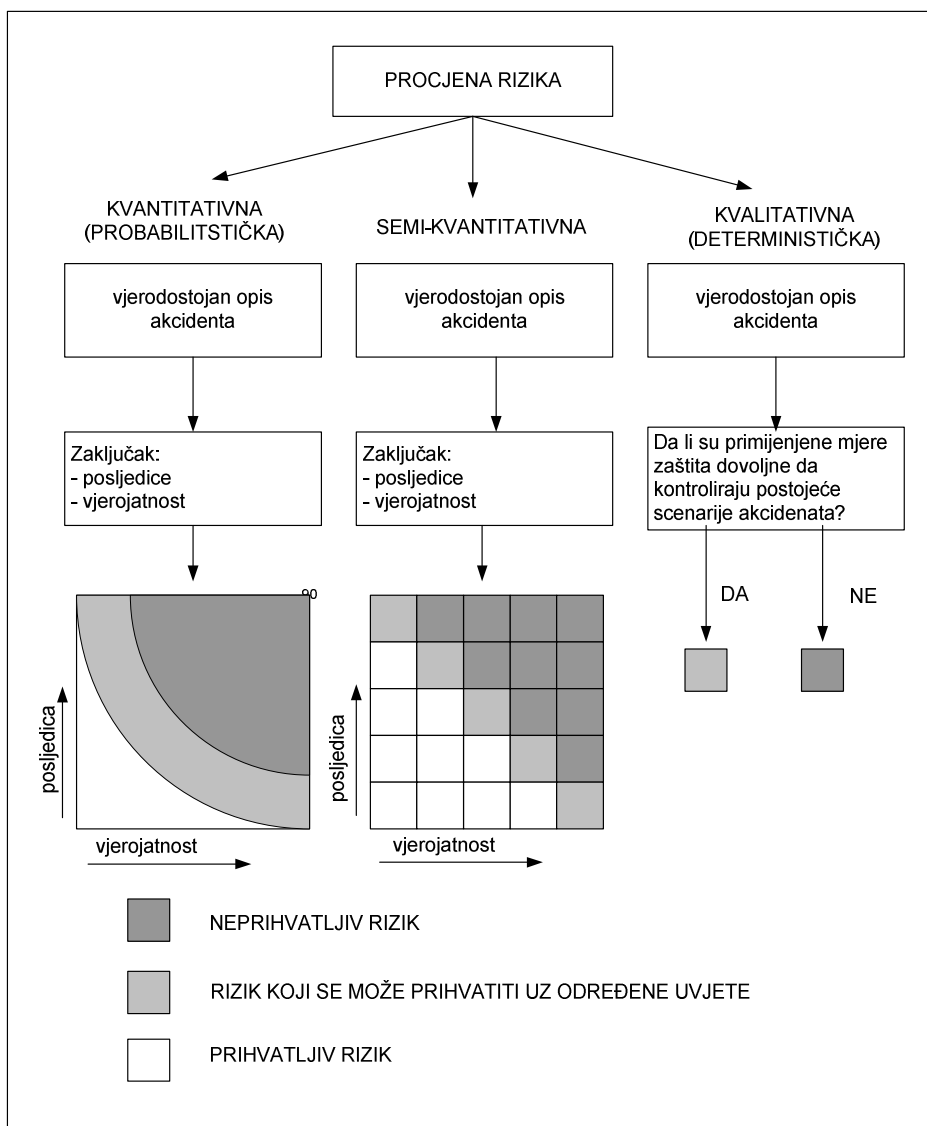 PROCJENA RIZIKA
KVANTITATIVNA
(PROBABILITSTIČKA)
SEMI-KVANTITATIVNA
KVALITATIVNA
(DETERMINISTIČKA)
vjerodostojan opis
akcidenta
vjerodostojan opis
akcidenta
vjerodostojan opis
akcidenta
Zaključak:
- posljedice
- vjerojatnost
Zaključak:
- posljedice
- vjerojatnost
Da li su primijenjene mjere
zaštita dovoljne da
kontroliraju postojeće
scenarije akcidenata?
DA
NE
posljedica
vjerojatnost
posljedica
vjerojatnost
NEPRIHVATLJIV RIZIK
RIZIK KOJI SE MOŽE PRIHVATITI UZ ODREĐENE UVJETE
PRIHVATLJIV RIZIK